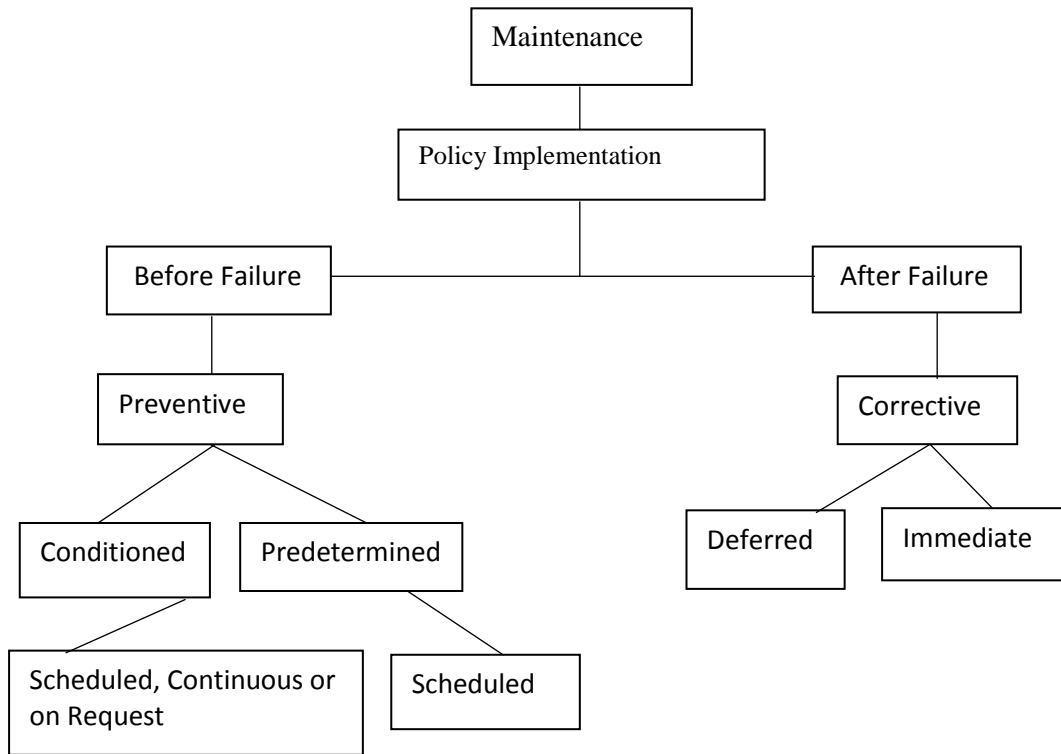 Maintenance
Policy Implementation
Before Failure
After Failure
Preventive
Corrective
Conditioned
Predetermined
Deferred
Immediate
Scheduled, Continuous or
on Request
Scheduled